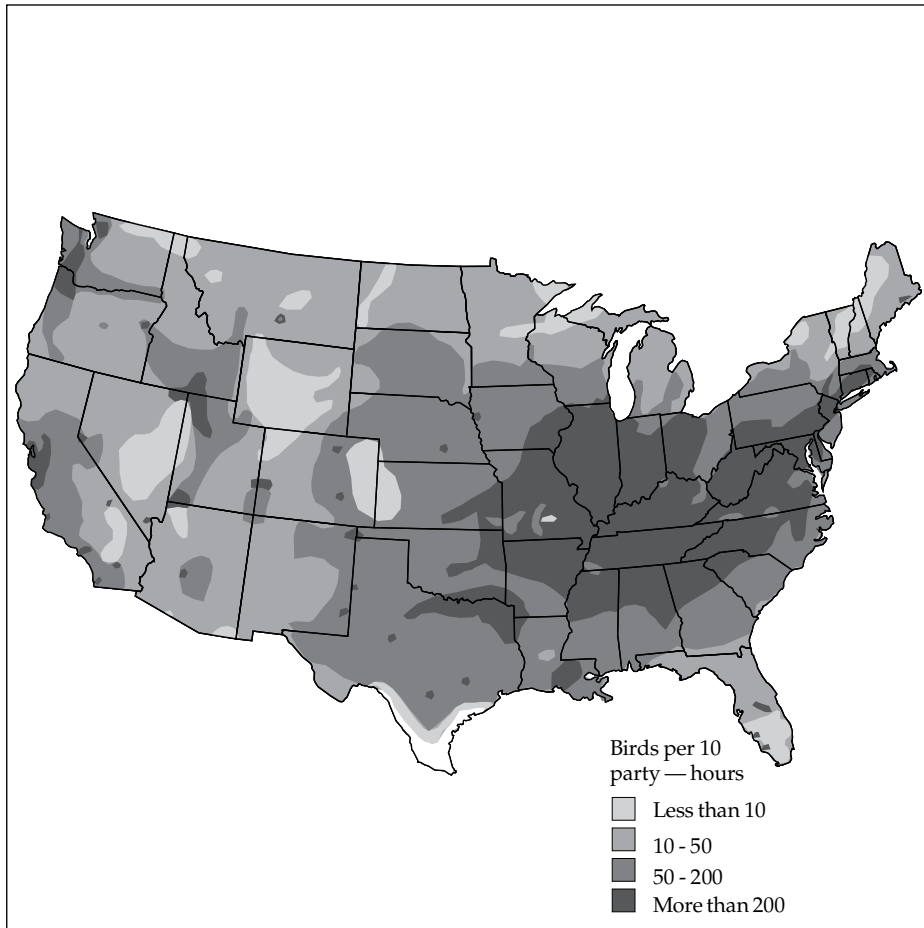 Birds per 10
party — hours
Less than 10
10 - 50
50 - 200
More than 200